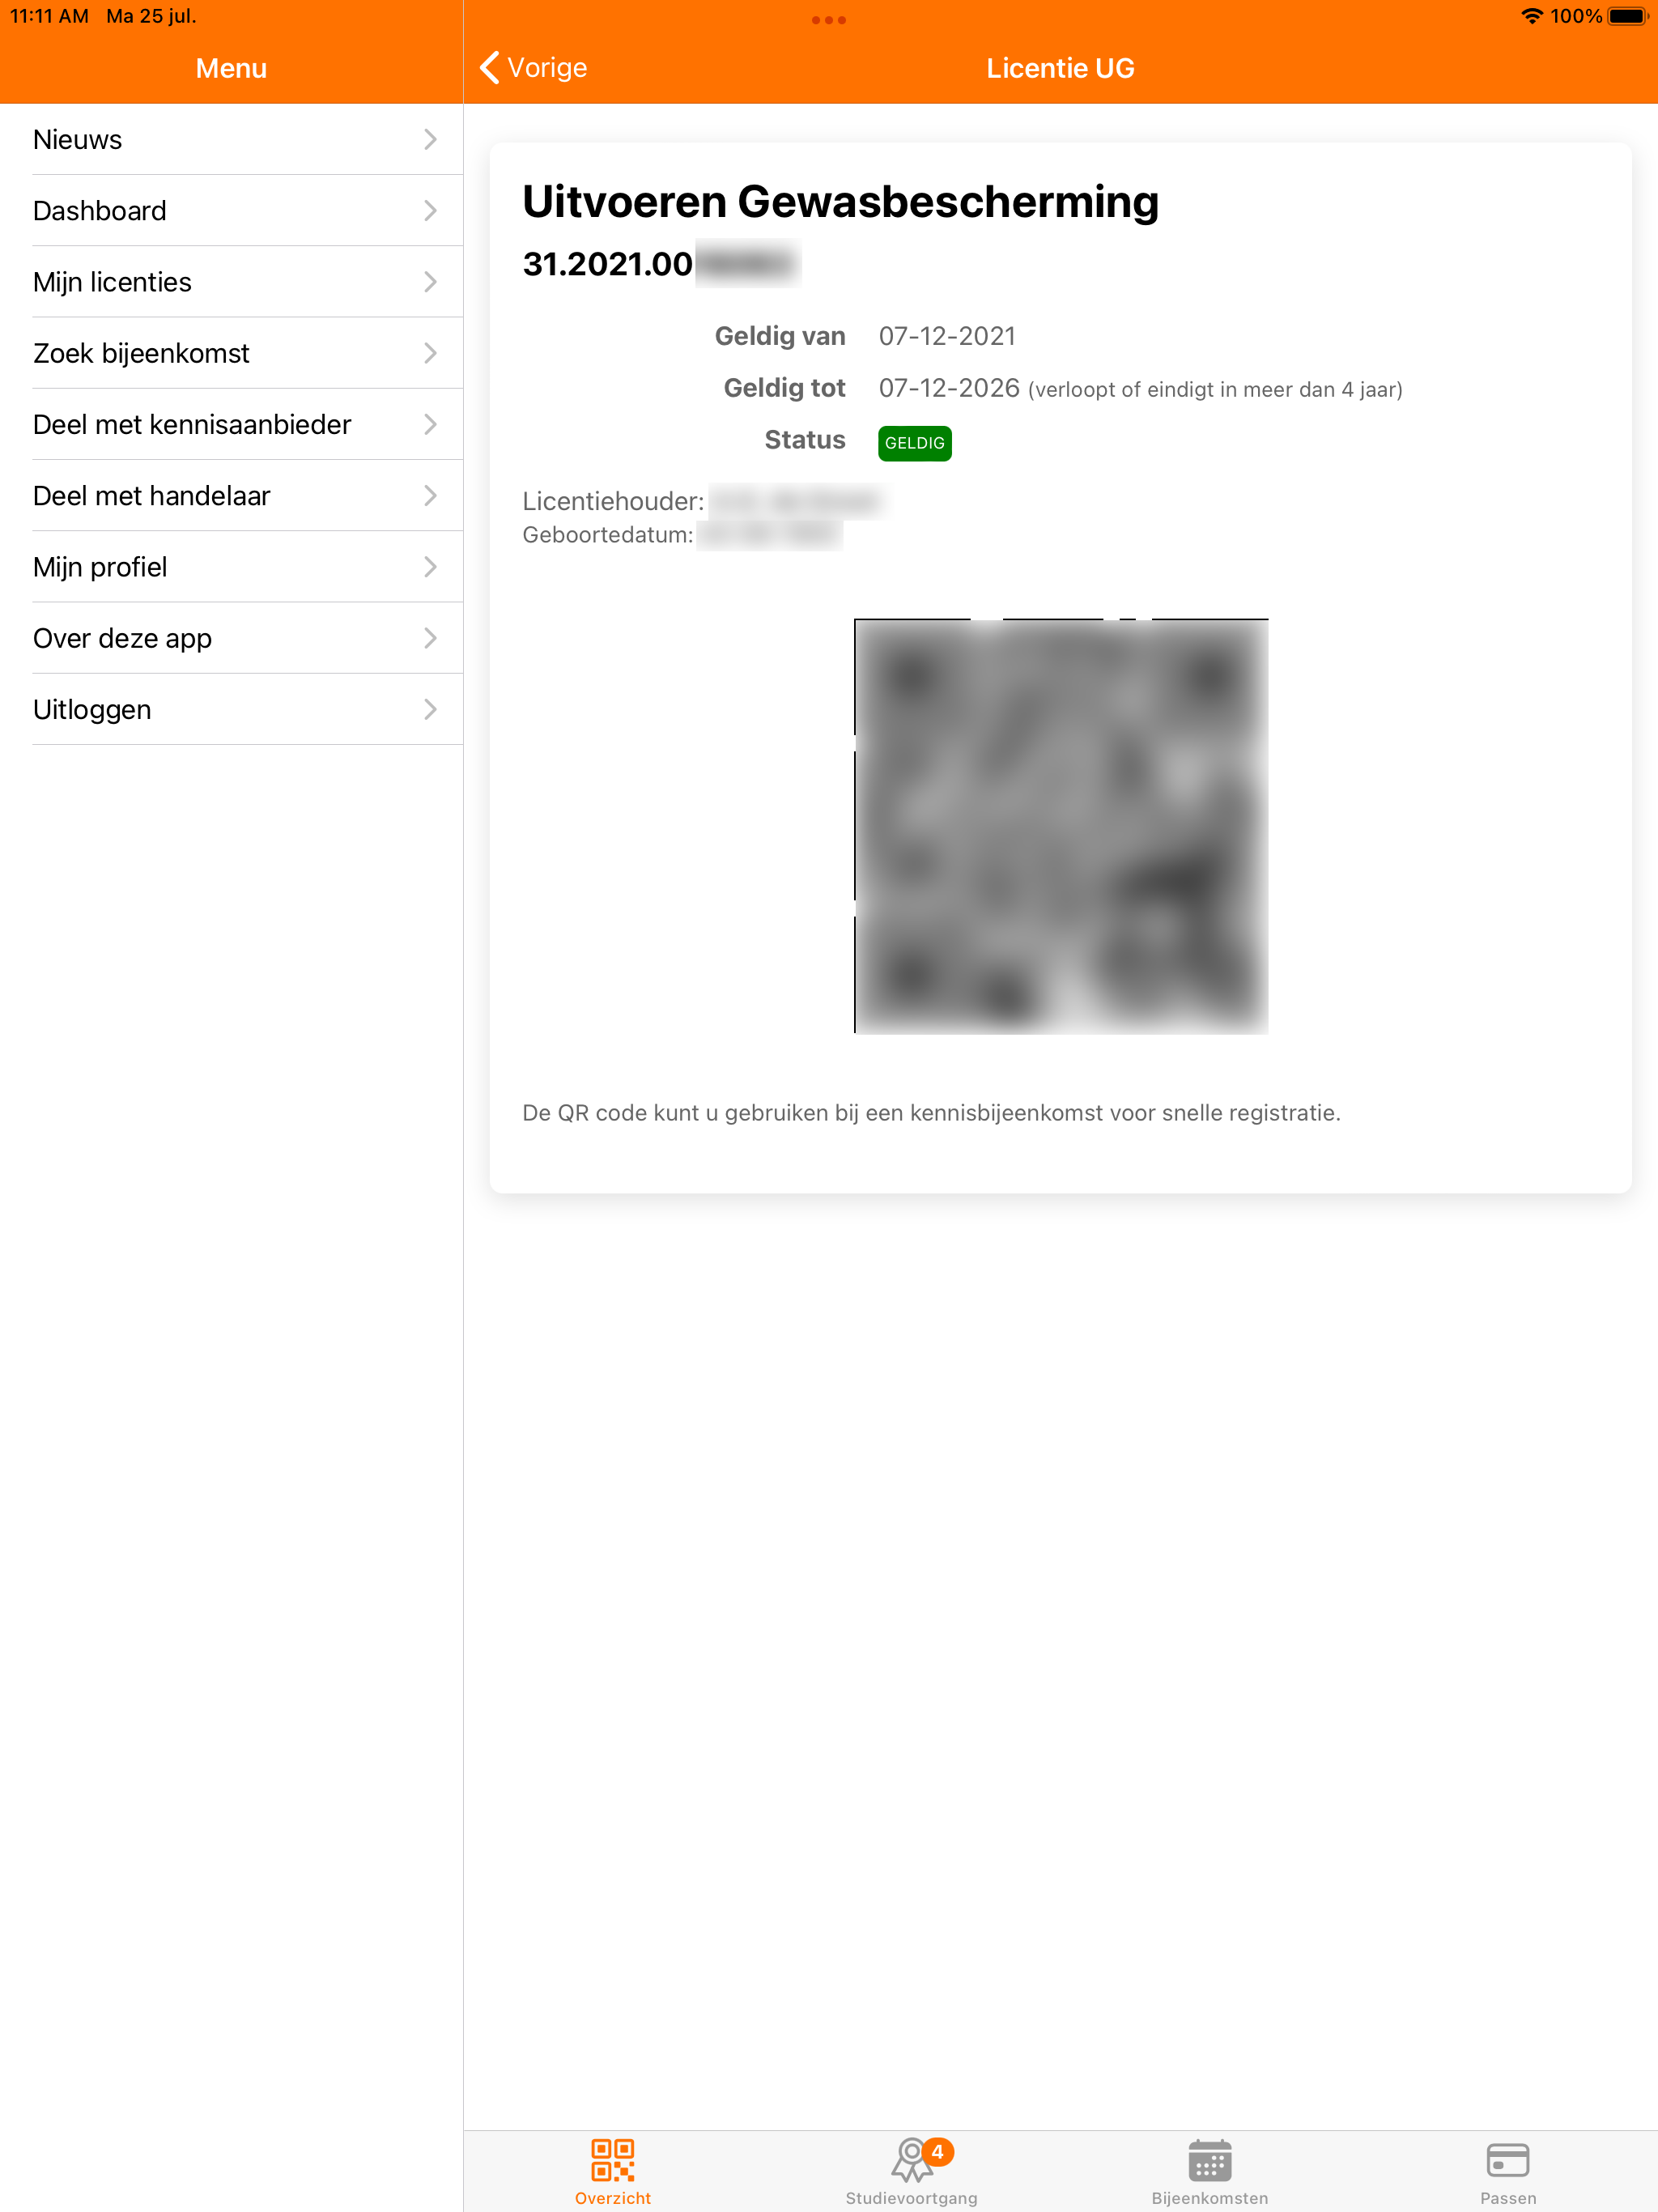 11:11 AM Ma 25 jul.
100%
Menu
Nieuws
Dashboard
Mijn licenties
Zoek bijeenkomst
Deel met kennisaanbieder
Deel met handelaar
Mijn profiel
Over deze app
Uitloggen
Vorige
Licentie UG
Uitvoeren Gewasbescherming
31.2021.00
Geldig van 07-12-2021
Geldig tot 07-12-2026 (verloopt of eindigt in meer dan 4 jaar)
Status GELDIG
Licentiehouder:
Geboortedatum:
De QR code kunt u gebruiken bij een kennisbijeenkomst voor snelle registratie.
4
Overzicht
Studievoortgang
Bijeenkomsten
Passen